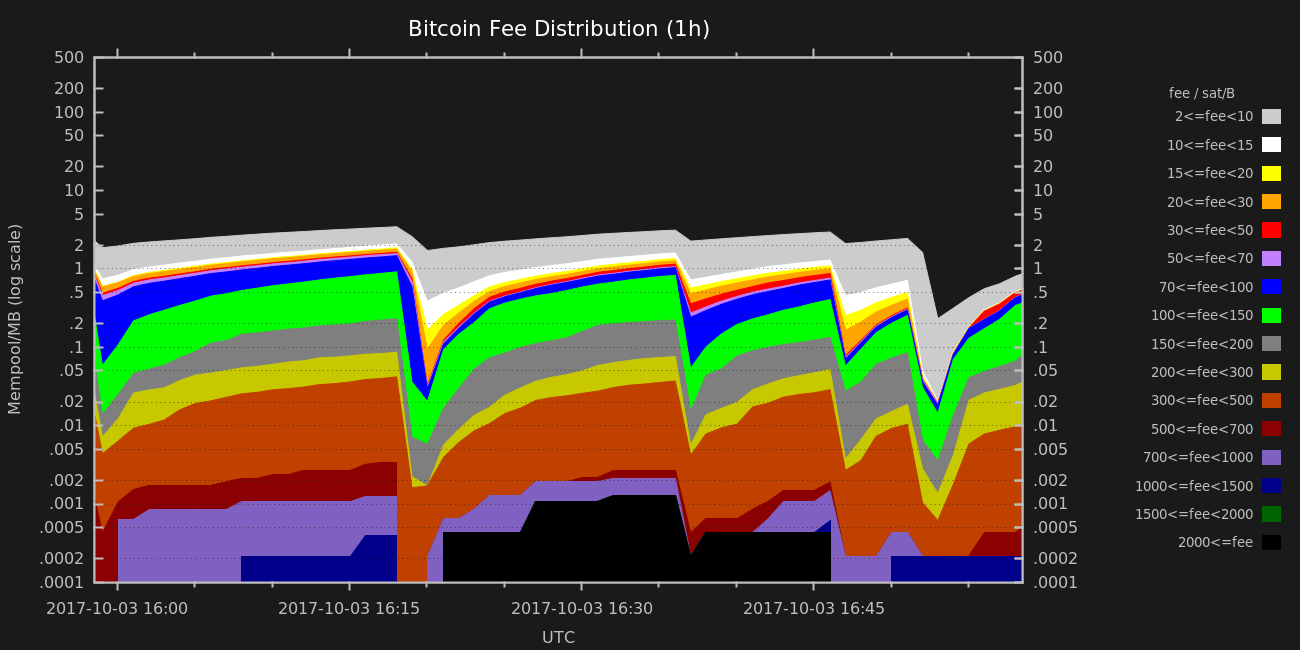 Bitcoin Fee Distribution (1h)
500 500
200 200
100 100
50 50
20 20
10 10
5 5
2 2
1 1
.5 .5
.2 .2
.1 .1
.05 .05
.02 .02
.01 .01
.005 .005
.002 .002
.001 .001
.0005 .0005
.0002 .0002
.0001 .0001
Mempool/MB (log scale)
2017-10-03 16:00 2017-10-03 16:15 2017-10-03 16:30 2017-10-03 16:45
UTC
fee / sat/B
2<=fee<10
10<=fee<15
15<=fee<20
20<=fee<30
30<=fee<50
50<=fee<70
70<=fee<100
100<=fee<150
150<=fee<200
200<=fee<300
300<=fee<500
500<=fee<700
700<=fee<1000
1000<=fee<1500
1500<=fee<2000
2000<=fee